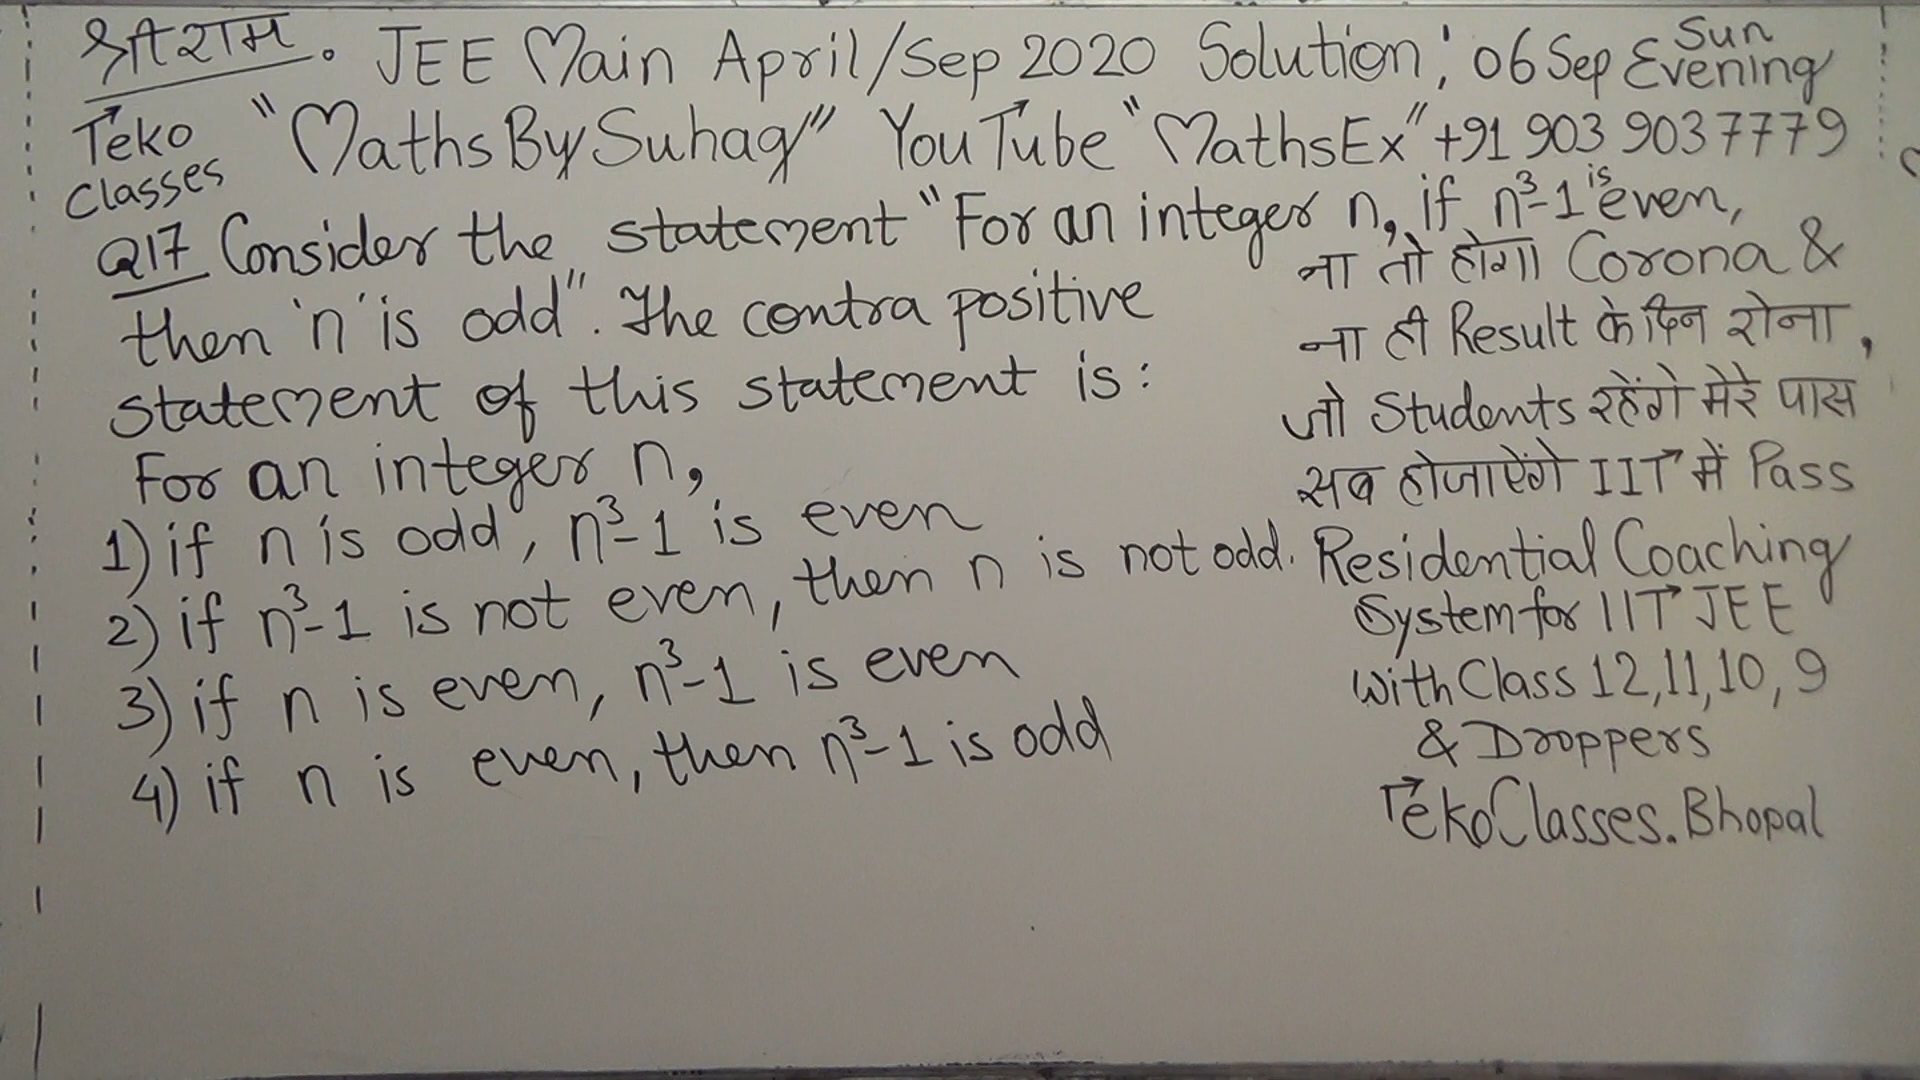 श्री राम. JEE Main April/Sep 2020 Solution; 06 Sep Evening Sun
Teko Classes "MathsBySuhag" YouTube "MathsEx" +91 903 903 7779
Q17 Consider the statement "For an integer n, if n³-1 is even,
then 'n' is odd". The contra positive
statement of this statement is:
For an integer n,
1) if n is odd, n³-1 is even
2) if n³-1 is not even, then n is not odd.
3) if n is even, n³-1 is even
4) if n is even, then n³-1 is odd
ना तो होगा Corona &
ना ही Result के दिन रोना,
जो Students रहेंगे मेरे पास
सब होजाऐंगे IIT में Pass
Residential Coaching
System for IIT JEE
With Class 12,11,10,9
& Droppers
TekoClasses.Bhopal